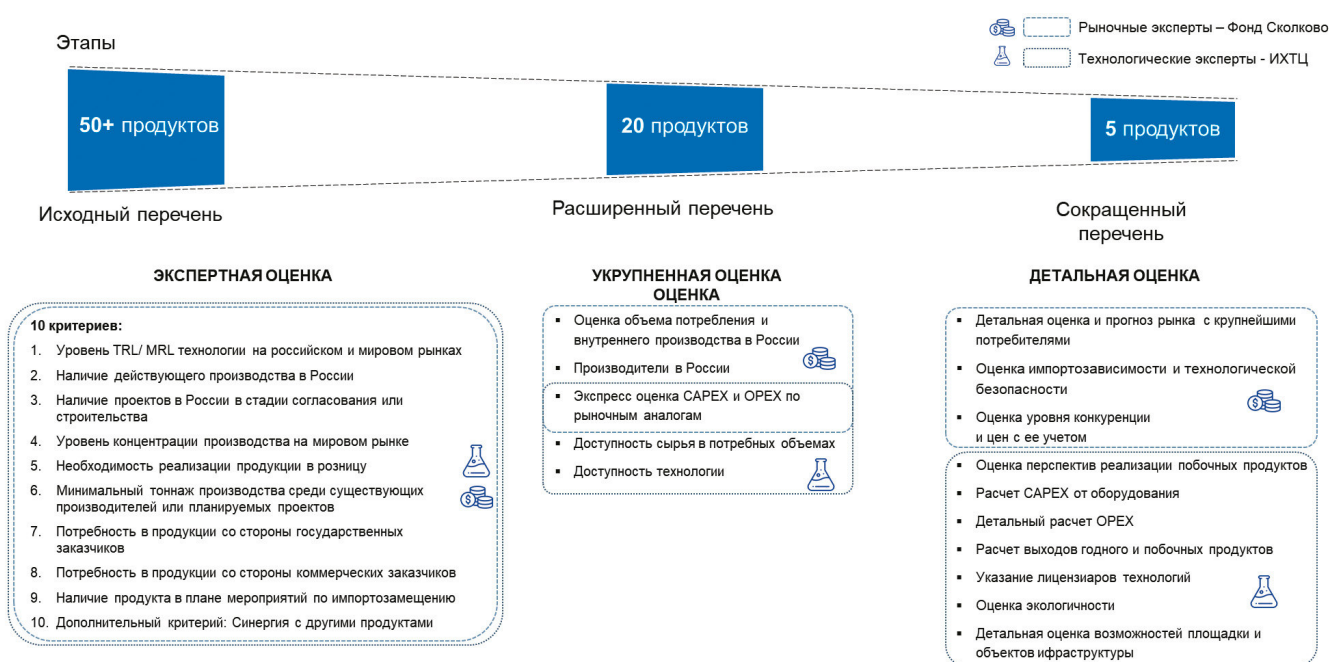 Этапы
Рыночные эксперты – Фонд Сколково
Технологические эксперты - ИХТЦ
50+ продуктов
20 продуктов
5 продуктов
Исходный перечень
Расширенный перечень
Сокращенный
перечень
ЭКСПЕРТНАЯ ОЦЕНКА
10 критериев:
1. Уровень TRL/ MRL технологии на российском и мировом рынках
2. Наличие действующего производства в России
3. Наличие проектов в России в стадии согласования или
строительства
4. Уровень концентрации производства на мировом рынке
5. Необходимость реализации продукции в розницу
6. Минимальный тоннаж производства среди существующих
производителей или планируемых проектов
7. Потребность в продукции со стороны государственных
заказчиков
8. Потребность в продукции со стороны коммерческих заказчиков
9. Наличие продукта в плане мероприятий по импортозамещению
10. Дополнительный критерий: Синергия с другими продуктами
УКРУПНЕННАЯ ОЦЕНКА
ОЦЕНКА
▪ Оценка объема потребления и
внутреннего производства в России
▪ Производители в России
▪ Экспресс оценка CAPEX и OPEX по
рыночным аналогам
▪ Доступность сырья в потребных объемах
▪ Доступность технологии
ДЕТАЛЬНАЯ ОЦЕНКА
▪ Детальная оценка и прогноз рынка с крупнейшими
потребителями
▪ Оценка импортозависимости и технологической
безопасности
▪ Оценка уровня конкуренции
и цен с ее учетом
▪ Оценка перспектив реализации побочных продуктов
▪ Расчет CAPEX от оборудования
▪ Детальный расчет OPEX
▪ Расчет выходов годного и побочных продуктов
▪ Указание лицензиаров технологий
▪ Оценка экологичности
▪ Детальная оценка возможностей площадки и
объектов ифраструктуры